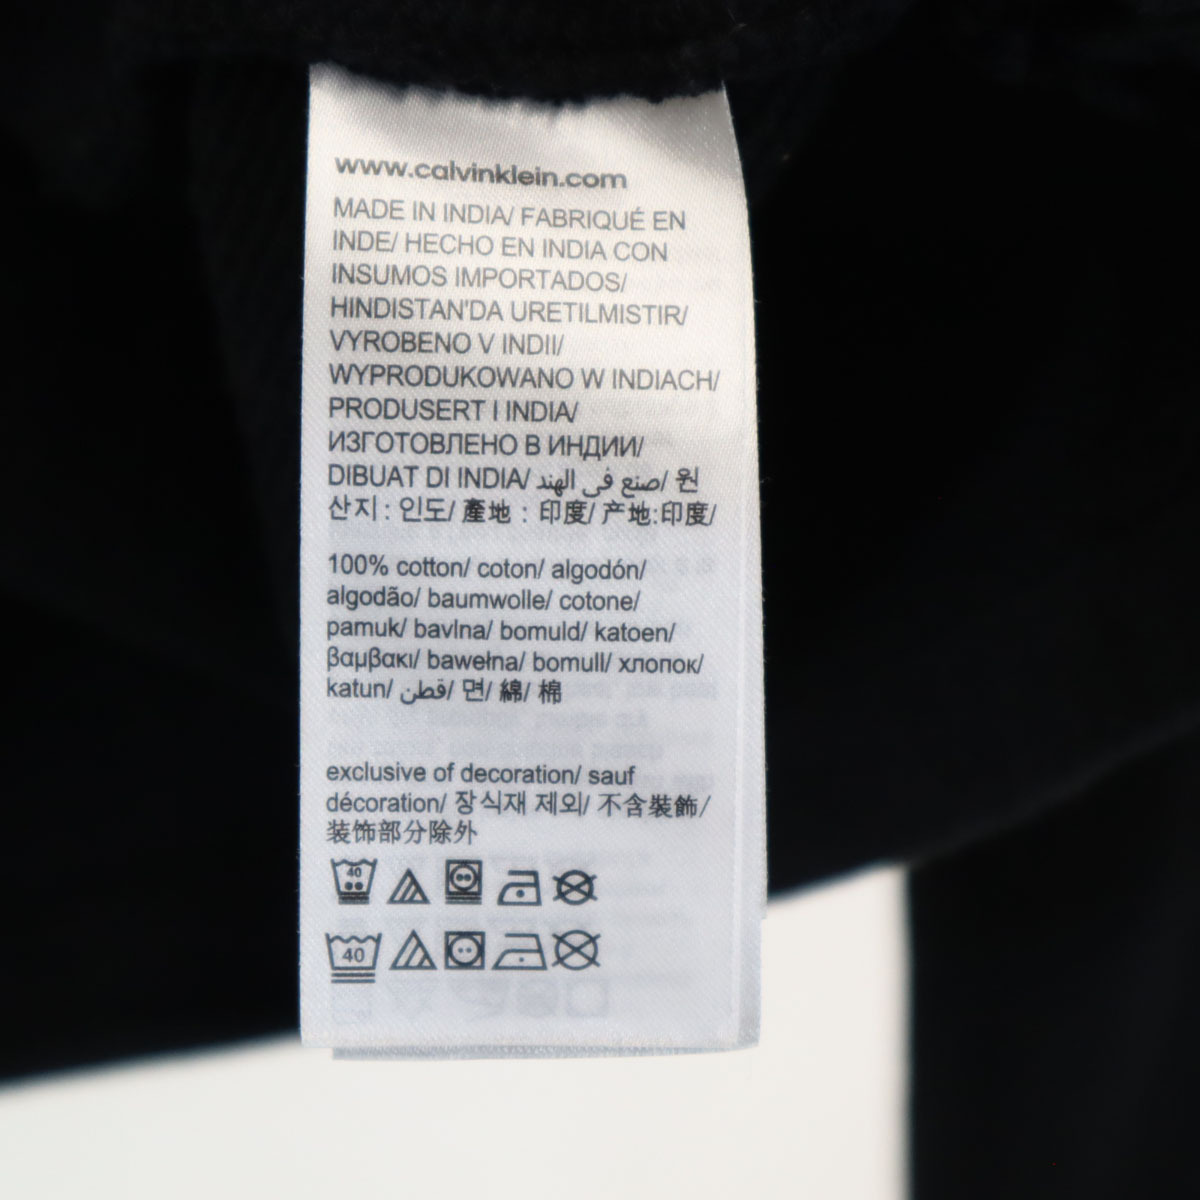 www.calvinklein.com
MADE IN INDIA/ FABRIQUÉ EN
INDE/ HECHO EN INDIA CON
INSUMOS IMPORTADOS/
HINDISTAN'DA URETILMISTIR/
VYROBENO V INDII/
WYPRODUKOWANO W INDIACH/
PRODUSERT I INDIA/
ИЗГОТОВЛЕНО В ИНДИИ/
DIBUAT DI INDIA/ صنع في الهند/ 원
산지 : 인도/ 產地 : 印度/ 产地:印度/
100% cotton/ coton/ algodón/
algodão/ baumwolle/ cotone/
pamuk/ bavlna/ bomuld/ katoen/
βαμβακι/ bawełna/ bomull/ хлопок/
katun/ قطن/ 면/ 綿/ 棉
exclusive of decoration/ sauf
décoration/ 장식재 제외/ 不含裝飾/
装饰部分除外
40
40